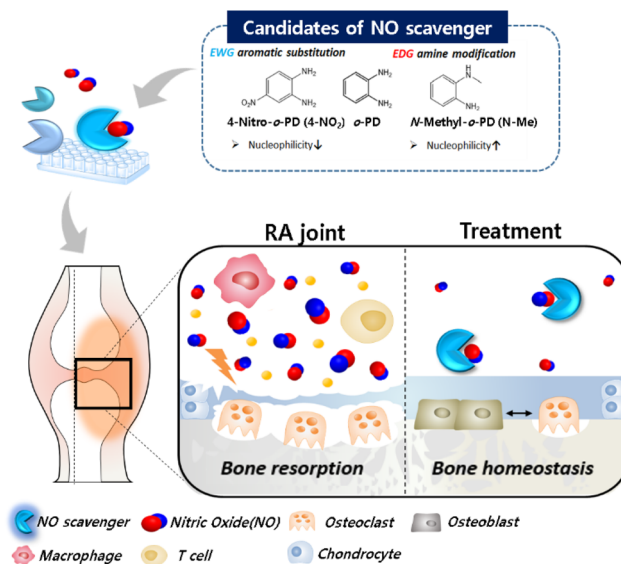 Candidates of NO scavenger
EWG aromatic substitution
EDG amine modification
NH₂
NH₂
O₂N
NH₂
NH₂
H
N
NH₂
4-Nitro-o-PD (4-NO₂)
o-PD
N-Methyl-o-PD (N-Me)
➢ Nucleophilicity↓
➢ Nucleophilicity↑
RA joint
Treatment
Bone resorption
Bone homeostasis
NO scavenger
Nitric Oxide(NO)
Osteoclast
Osteoblast
Macrophage
T cell
Chondrocyte